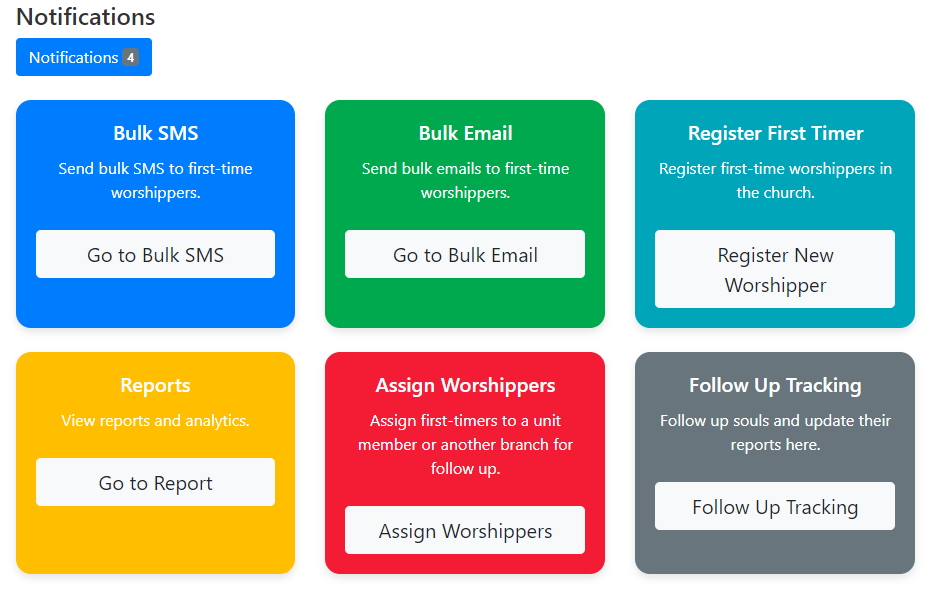 Notifications
Notifications 4
Bulk SMS
Send bulk SMS to first-time
worshippers.
Go to Bulk SMS
Bulk Email
Send bulk emails to first-time
worshippers.
Go to Bulk Email
Register First Timer
Register first-time worshippers in
the church.
Register New
Worshipper
Reports
View reports and analytics.
Go to Report
Assign Worshippers
Assign first-timers to a unit
member or another branch for
follow up.
Assign Worshippers
Follow Up Tracking
Follow up souls and update their
reports here.
Follow Up Tracking